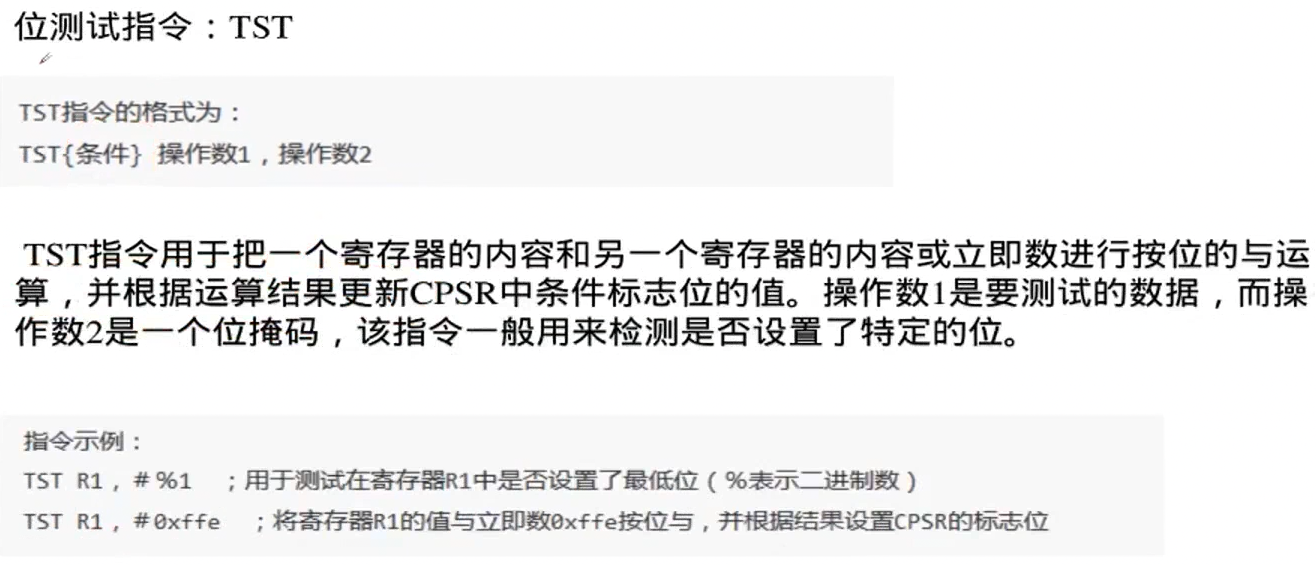 位测试指令：TST
TST指令的格式为：
TST{条件} 操作数1，操作数2
TST指令用于把一个寄存器的内容和另一个寄存器的内容或立即数进行按位的与运
算，并根据运算结果更新CPSR中条件标志位的值。操作数1是要测试的数据，而操
作数2是一个位掩码，该指令一般用来检测是否设置了特定的位。
指令示例：
TST R1，#%1 ；用于测试在寄存器R1中是否设置了最低位（%表示二进制数）
TST R1，#0xffe ；将寄存器R1的值与立即数0xffe按位与，并根据结果设置CPSR的标志位